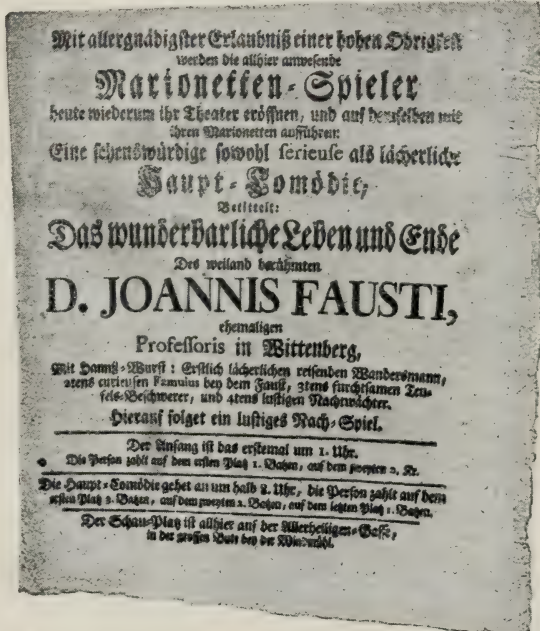 Mit allergnädigster Erlaubniß einer hohen Obrigkeit
werden die allhier anwesende
Marionetten-Spieler
heute wiederum ihr Theater eröffnen, und auf demselben mit
ihren Marionetten aufführen:
Eine sehenswürdige sowohl serieuse als lächerliche
Haupt-Comödie,
Betittelt:
Das wunderbarliche Leben und Ende
Des weiland berühmten
D. JOANNIS FAUSTI,
ehemaligen
Professoris in Wittenberg,
Mit Hannß-Wurst: Erstlich lächerlichen reisenden Wandersmann,
2tens curieusen Famulus bey dem Faust, 3tens furchtsamen Teu-
fels-Beschwerer, und 4tens lustigen Nachtwächter.
Hierauf folget ein lustiges Nach-Spiel.
Der Anfang ist das erstemal um 1. Uhr.
Die Person zahlt auf dem ersten Platz 1. Batzen, auf dem zweyten 2. Kr.
Die Haupt-Comödie gehet an um halb 8. Uhr, die Person zahlt auf dem
ersten Platz 3. Batzen, auf dem zweyten 2. Batzen, auf dem letzten Platz 1. Batzen.
Der Schau-Platz ist allhier auf der Allerheiligen-Gasse,
in der grossen Butt bey der Windmühl.